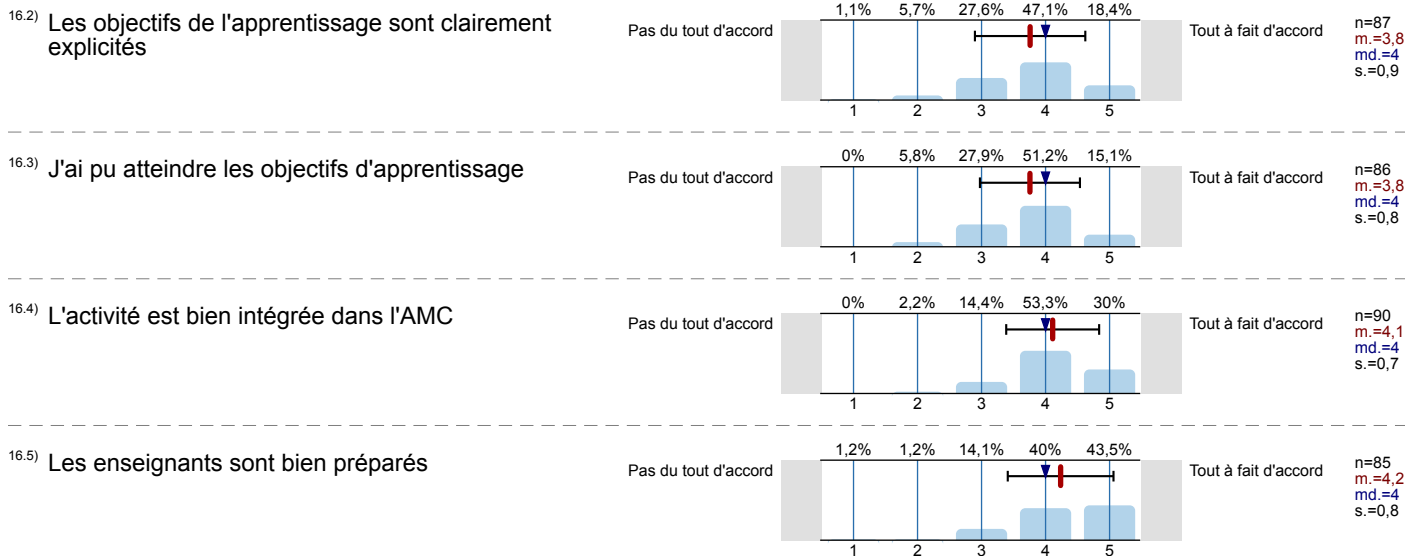 16.2) Les objectifs de l'apprentissage sont clairement
explicités
Pas du tout d'accord
1,1% 5,7% 27,6% 47,1% 18,4%
1 2 3 4 5
Tout à fait d'accord
n=87
m.=3,8
md.=4
s.=0,9
16.3) J'ai pu atteindre les objectifs d'apprentissage
Pas du tout d'accord
0% 5,8% 27,9% 51,2% 15,1%
1 2 3 4 5
Tout à fait d'accord
n=86
m.=3,8
md.=4
s.=0,8
16.4) L'activité est bien intégrée dans l'AMC
Pas du tout d'accord
0% 2,2% 14,4% 53,3% 30%
1 2 3 4 5
Tout à fait d'accord
n=90
m.=4,1
md.=4
s.=0,7
16.5) Les enseignants sont bien préparés
Pas du tout d'accord
1,2% 1,2% 14,1% 40% 43,5%
1 2 3 4 5
Tout à fait d'accord
n=85
m.=4,2
md.=4
s.=0,8